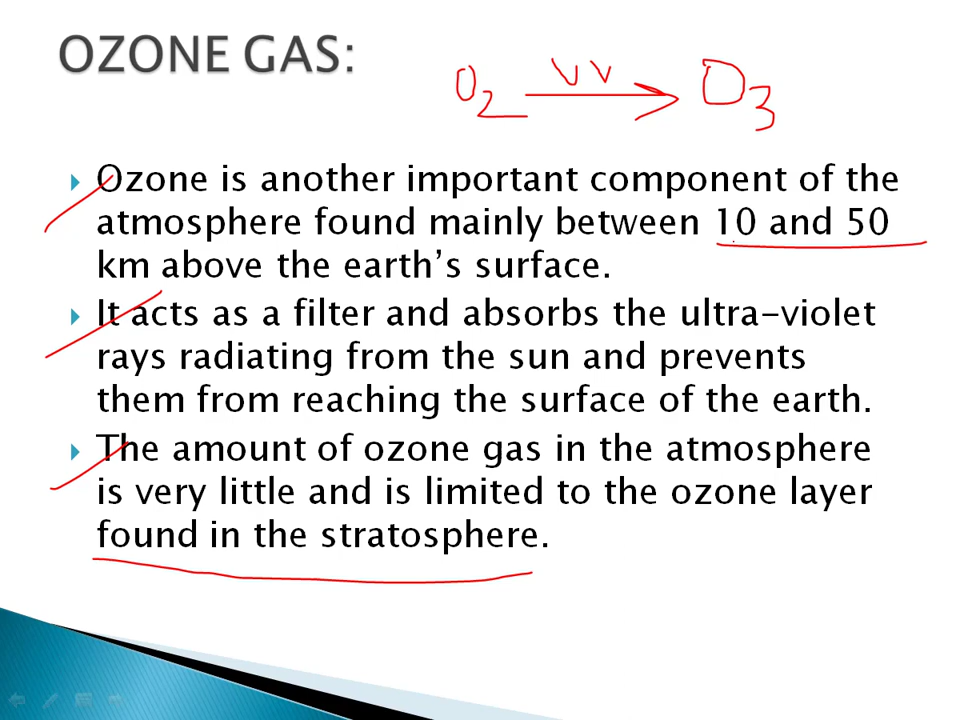 OZONE GAS:
O2 UV O3
Ozone is another important component of the
atmosphere found mainly between 10 and 50
km above the earth’s surface.
It acts as a filter and absorbs the ultra-violet
rays radiating from the sun and prevents
them from reaching the surface of the earth.
The amount of ozone gas in the atmosphere
is very little and is limited to the ozone layer
found in the stratosphere.